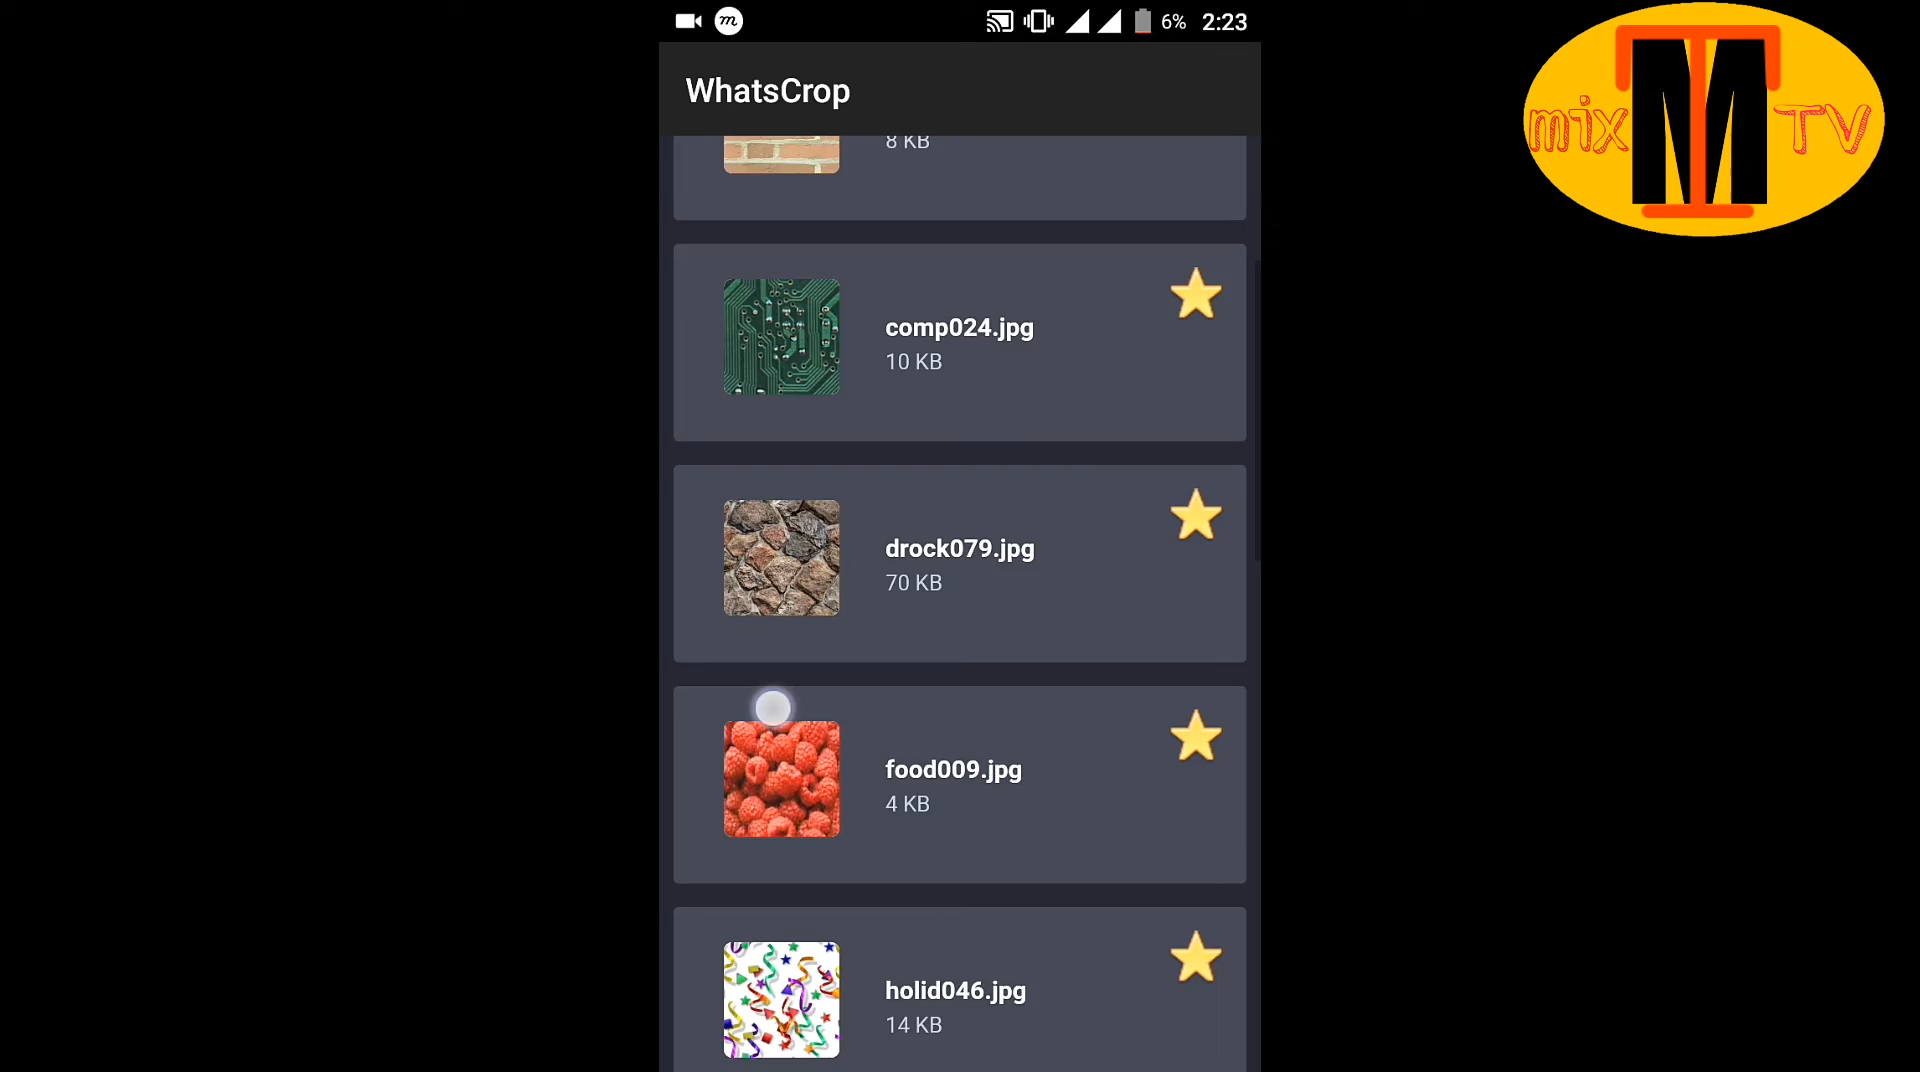 m
6% 2:23
WhatsCrop
8 KB
comp024.jpg
10 KB
drock079.jpg
70 KB
food009.jpg
4 KB
holid046.jpg
14 KB
mix TM TV